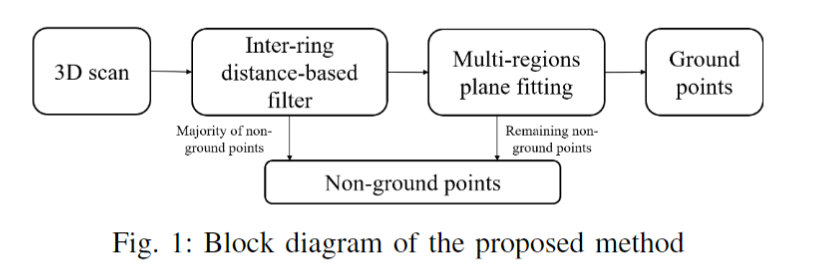 3D scan
Inter-ring
distance-based
filter
Multi-regions
plane fitting
Ground
points
Majority of non-
ground points
Remaining non-
ground points
Non-ground points
Fig. 1: Block diagram of the proposed method